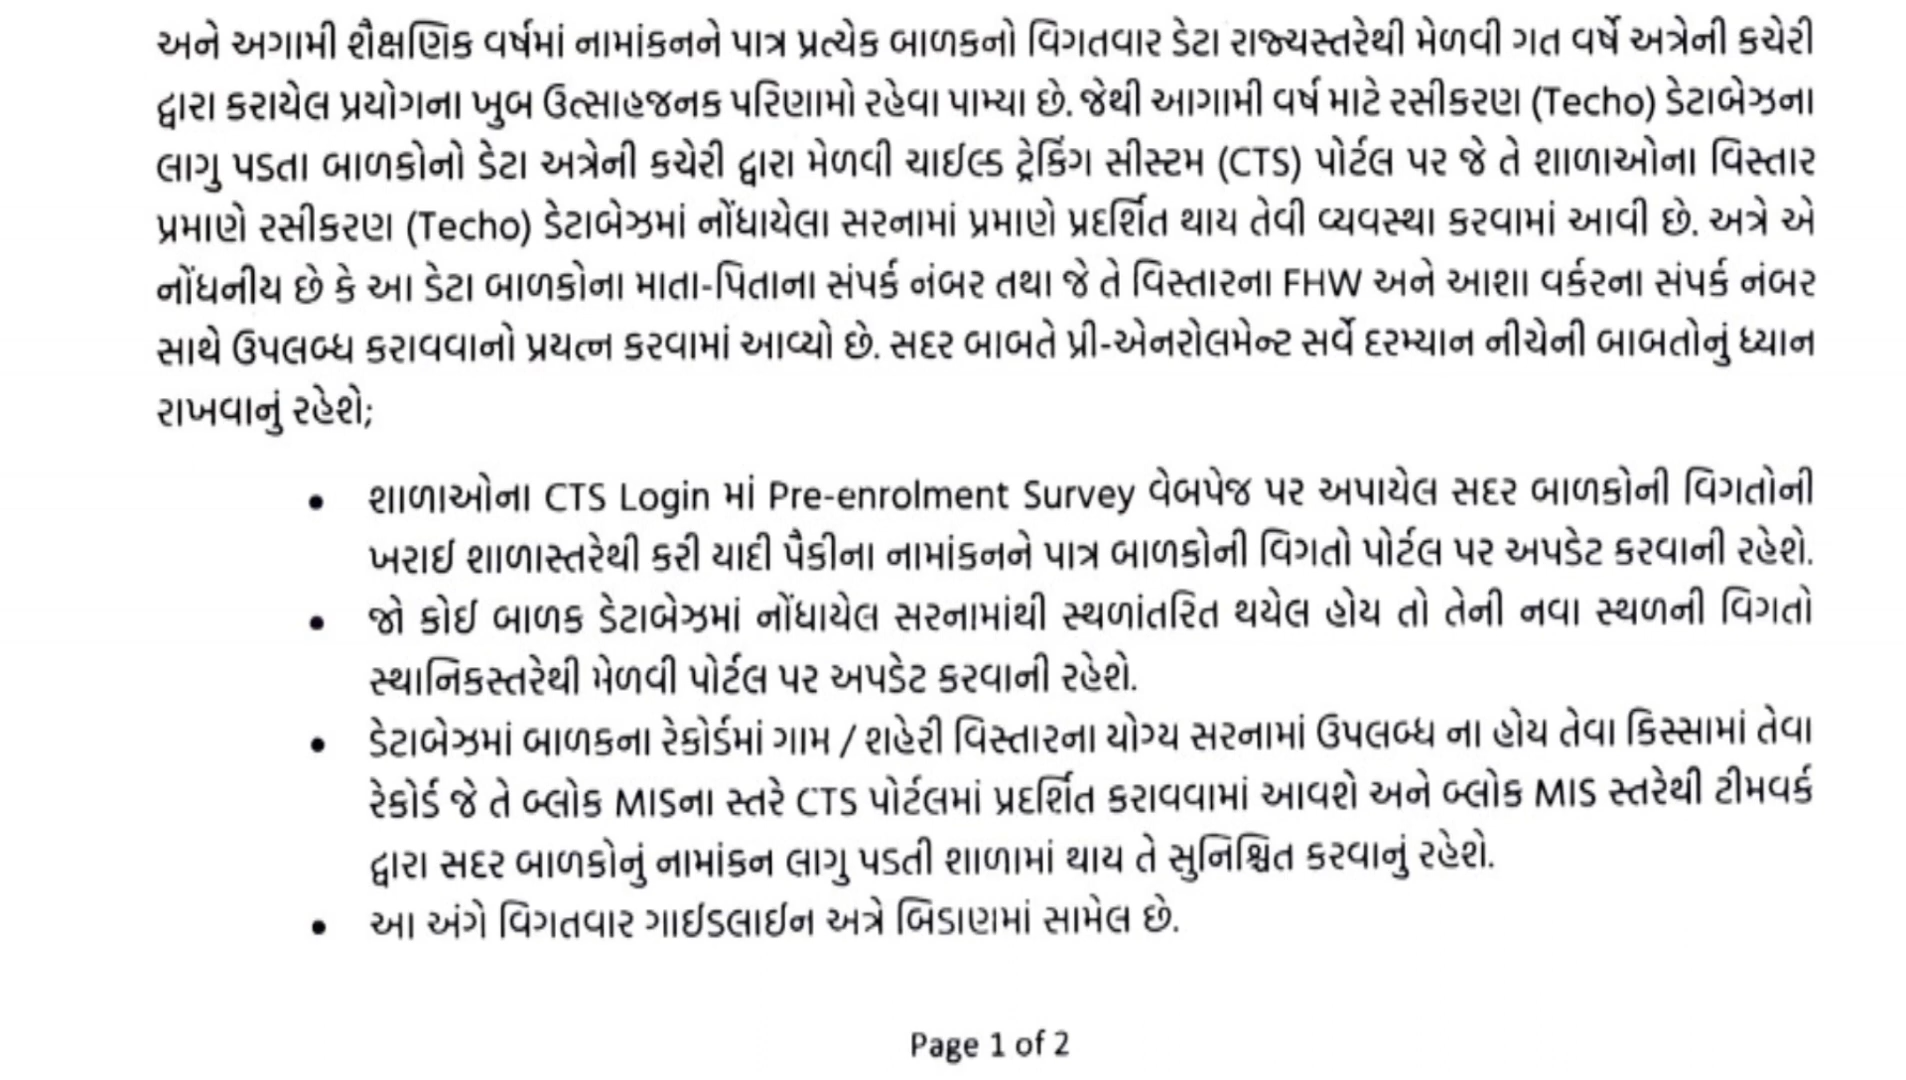 અને અગામી શૈક્ષણિક વર્ષમાં નામાંકનને પાત્ર પ્રત્યેક બાળકનો વિગતવાર ડેટા રાજ્યસ્તરેથી મેળવી ગત વર્ષે અત્રેની કચેરી
દ્વારા કરાયેલ પ્રયોગના ખુબ ઉત્સાહજનક પરિણામો રહેવા પામ્યા છે. જેથી આગામી વર્ષ માટે રસીકરણ (Techo) ડેટાબેઝના
લાગુ પડતા બાળકોનો ડેટા અત્રેની કચેરી દ્વારા મેળવી ચાઈલ્ડ ટ્રેકિંગ સીસ્ટમ (CTS) પોર્ટલ પર જે તે શાળાઓના વિસ્તાર
પ્રમાણે રસીકરણ (Techo) ડેટાબેઝમાં નોંધાયેલા સરનામાં પ્રમાણે પ્રદર્શિત થાય તેવી વ્યવસ્થા કરવામાં આવી છે. અત્રે એ
નોંધનીય છે કે આ ડેટા બાળકોના માતા-પિતાના સંપર્ક નંબર તથા જે તે વિસ્તારના FHW અને આશા વર્કરના સંપર્ક નંબર
સાથે ઉપલબ્ધ કરાવવાનો પ્રયત્ન કરવામાં આવ્યો છે. સદર બાબતે પ્રી-એનરોલમેન્ટ સર્વે દરમ્યાન નીચેની બાબતોનું ધ્યાન
રાખવાનું રહેશે;
• શાળાઓના CTS Login માં Pre-enrolment Survey વેબપેજ પર અપાયેલ સદર બાળકોની વિગતોની
ખરાઈ શાળાસ્તરેથી કરી યાદી પૈકીના નામાંકનને પાત્ર બાળકોની વિગતો પોર્ટલ પર અપડેટ કરવાની રહેશે.
• જો કોઈ બાળક ડેટાબેઝમાં નોંધાયેલ સરનામાંથી સ્થળાંતરિત થયેલ હોય તો તેની નવા સ્થળની વિગતો
સ્થાનિકસ્તરેથી મેળવી પોર્ટલ પર અપડેટ કરવાની રહેશે.
• ડેટાબેઝમાં બાળકના રેકોર્ડમાં ગામ / શહેરી વિસ્તારના યોગ્ય સરનામાં ઉપલબ્ધ ના હોય તેવા કિસ્સામાં તેવા
રેકોર્ડ જે તે બ્લોક MISના સ્તરે CTS પોર્ટલમાં પ્રદર્શિત કરાવવામાં આવશે અને બ્લોક MIS સ્તરેથી ટીમવર્ક
દ્વારા સદર બાળકોનું નામાંકન લાગુ પડતી શાળામાં થાય તે સુનિશ્ચિત કરવાનું રહેશે.
• આ અંગે વિગતવાર ગાઈડલાઈન અત્રે બિડાણમાં સામેલ છે.
Page 1 of 2